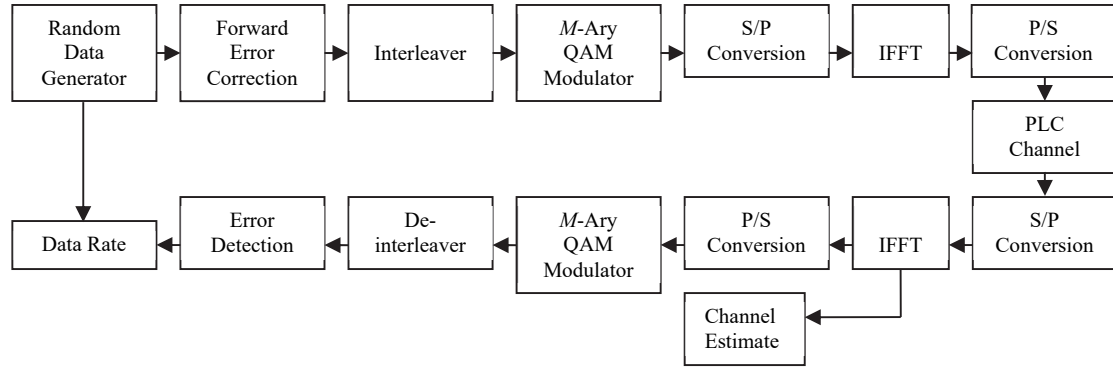 Random
Data
Generator
Forward
Error
Correction
Interleaver
M-Ary
QAM
Modulator
S/P
Conversion
IFFT
P/S
Conversion
PLC
Channel
Data Rate
Error
Detection
De-
interleaver
M-Ary
QAM
Modulator
P/S
Conversion
IFFT
S/P
Conversion
Channel
Estimate